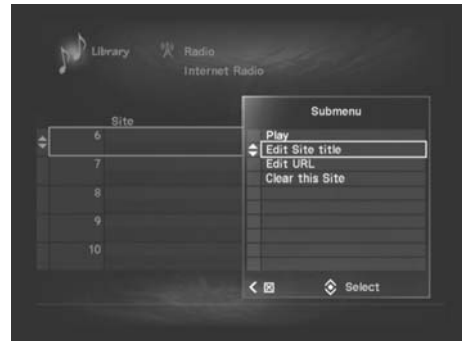 Library Radio
Internet Radio
Site
6
7
8
9
10
Submenu
Play
Edit Site title
Edit URL
Clear this Site
Select